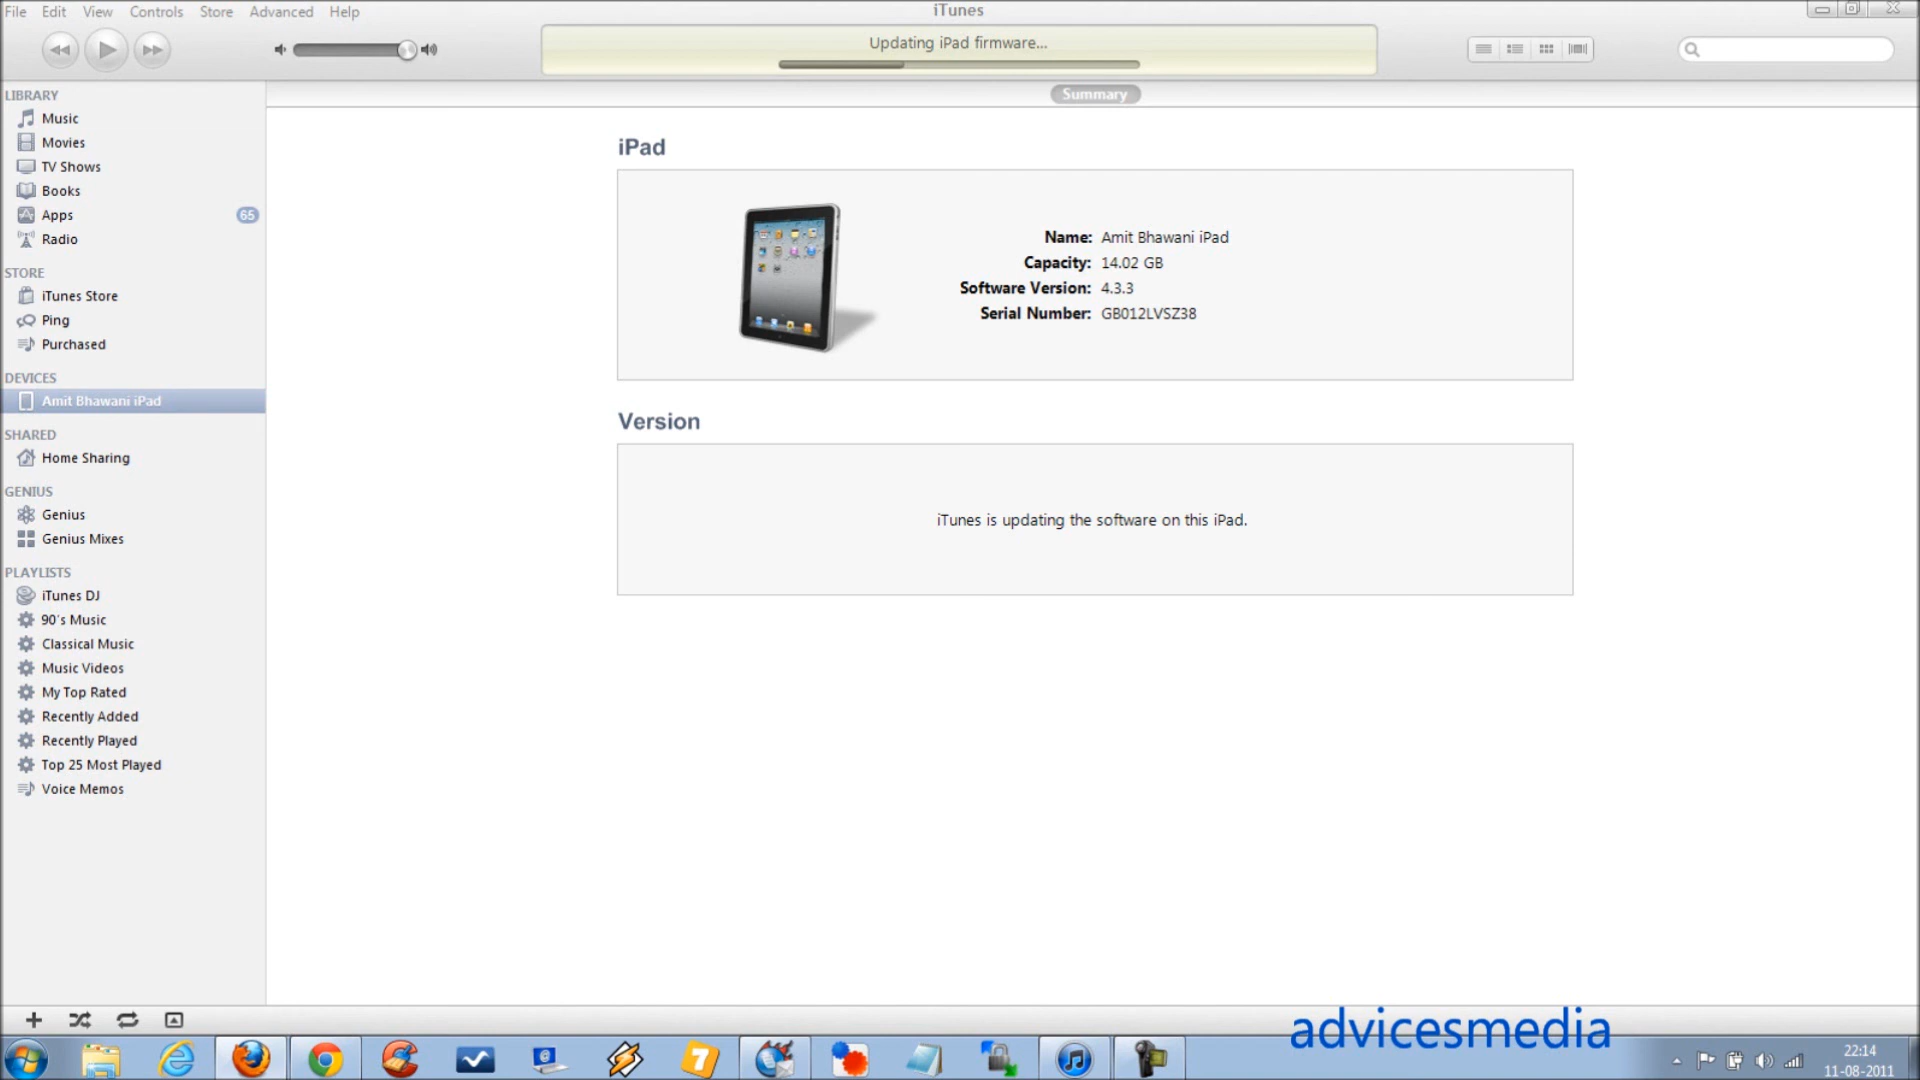 File Edit View Controls Store Advanced Help
iTunes
Updating iPad firmware...
Summary
LIBRARY
Music
Movies
TV Shows
Books
Apps 65
Radio
STORE
iTunes Store
Ping
Purchased
DEVICES
Amit Bhawani iPad
SHARED
Home Sharing
GENIUS
Genius
Genius Mixes
PLAYLISTS
iTunes DJ
90's Music
Classical Music
Music Videos
My Top Rated
Recently Added
Recently Played
Top 25 Most Played
Voice Memos
iPad
Name: Amit Bhawani iPad
Capacity: 14.02 GB
Software Version: 4.3.3
Serial Number: GB012LVSZ38
Version
iTunes is updating the software on this iPad.
advicesmedia
7
22:14
11-08-2011